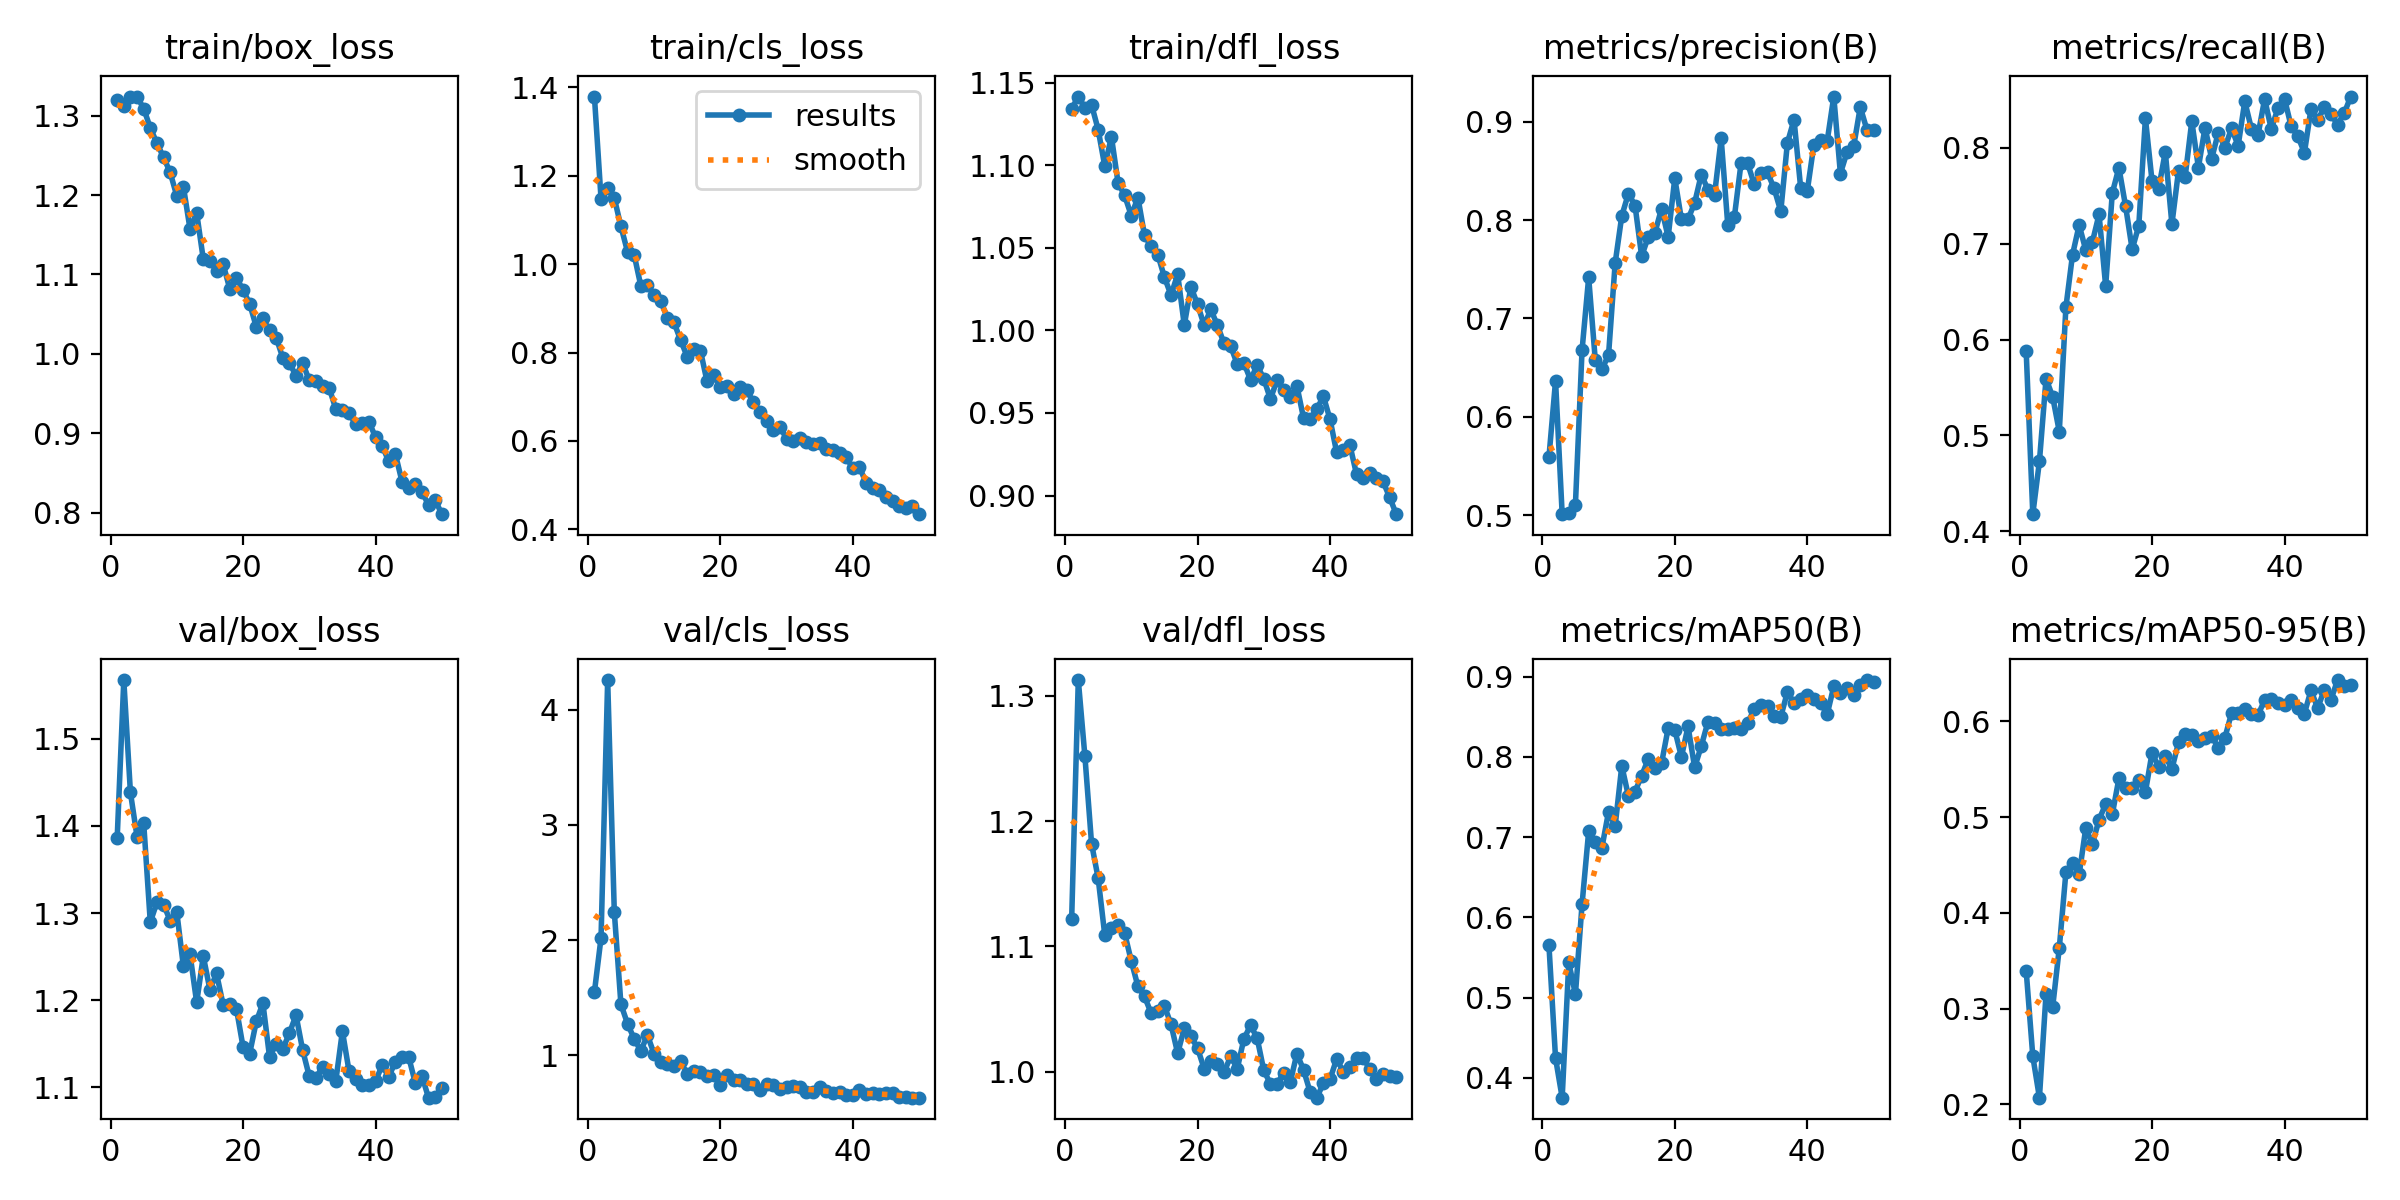 train/box_loss
1.3
1.2
1.1
1.0
0.9
0.8
0 20 40
train/cls_loss
results
smooth
1.4
1.2
1.0
0.8
0.6
0.4
0 20 40
train/dfl_loss
1.15
1.10
1.05
1.00
0.95
0.90
0 20 40
metrics/precision(B)
0.9
0.8
0.7
0.6
0.5
0 20 40
metrics/recall(B)
0.8
0.7
0.6
0.5
0.4
0 20 40
val/box_loss
1.5
1.4
1.3
1.2
1.1
0 20 40
val/cls_loss
4
3
2
1
0 20 40
val/dfl_loss
1.3
1.2
1.1
1.0
0 20 40
metrics/mAP50(B)
0.9
0.8
0.7
0.6
0.5
0.4
0 20 40
metrics/mAP50-95(B)
0.6
0.5
0.4
0.3
0.2
0 20 40